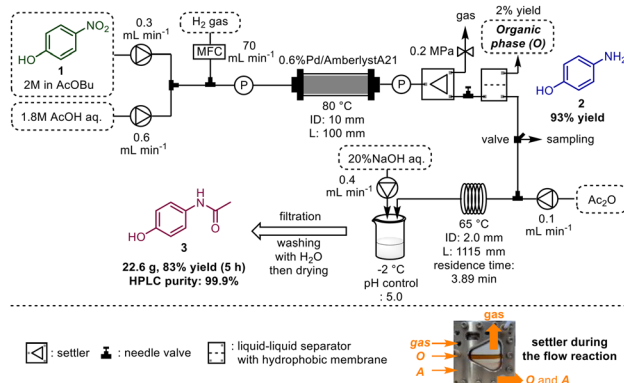 NO2
HO
1
2M in AcOBu
1.8M AcOH aq.
0.3
mL min-1
0.6
mL min-1
H2 gas
MFC
70
mL min-1
P
0.6%Pd/AmberlystA21
80 °C
ID: 10 mm
L: 100 mm
P
0.2 MPa
gas
2% yield
Organic
phase (O)
NH2
HO
2
93% yield
valve
sampling
Ac2O
0.1
mL min-1
65 °C
ID: 2.0 mm
L: 1115 mm
residence time:
3.89 min
20%NaOH aq.
0.4
mL min-1
-2 °C
pH control
: 5.0
filtration
washing
with H2O
then drying
H
N
O
HO
3
22.6 g, 83% yield (5 h)
HPLC purity: 99.9%
: settler
: needle valve
: liquid-liquid separator
with hydrophobic membrane
gas
gas
O
A
O and A
settler during
the flow reaction